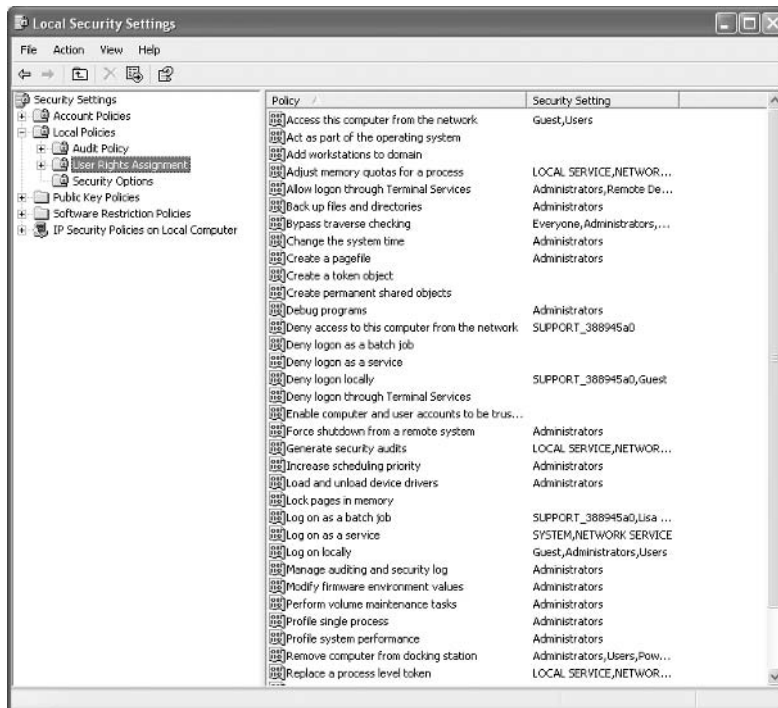 Local Security Settings
File Action View Help
Security Settings
Account Policies
Local Policies
Audit Policy
User Rights Assignment
Security Options
Public Key Policies
Software Restriction Policies
IP Security Policies on Local Computer
Policy Security Setting
Access this computer from the network Guest,Users
Act as part of the operating system
Add workstations to domain
Adjust memory quotas for a process LOCAL SERVICE,NETWOR...
Allow logon through Terminal Services Administrators,Remote De...
Back up files and directories Administrators
Bypass traverse checking Everyone,Administrators,...
Change the system time Administrators
Create a pagefile Administrators
Create a token object
Create permanent shared objects
Debug programs Administrators
Deny access to this computer from the network SUPPORT_388945a0
Deny logon as a batch job
Deny logon as a service
Deny logon locally SUPPORT_388945a0,Guest
Deny logon through Terminal Services
Enable computer and user accounts to be trus...
Force shutdown from a remote system Administrators
Generate security audits LOCAL SERVICE,NETWOR...
Increase scheduling priority Administrators
Load and unload device drivers Administrators
Lock pages in memory
Log on as a batch job SUPPORT_388945a0,Lisa ...
Log on as a service SYSTEM,NETWORK SERVICE
Log on locally Guest,Administrators,Users
Manage auditing and security log Administrators
Modify firmware environment values Administrators
Perform volume maintenance tasks Administrators
Profile single process Administrators
Profile system performance Administrators
Remove computer from docking station Administrators,Users,Pow...
Replace a process level token LOCAL SERVICE,NETWOR...